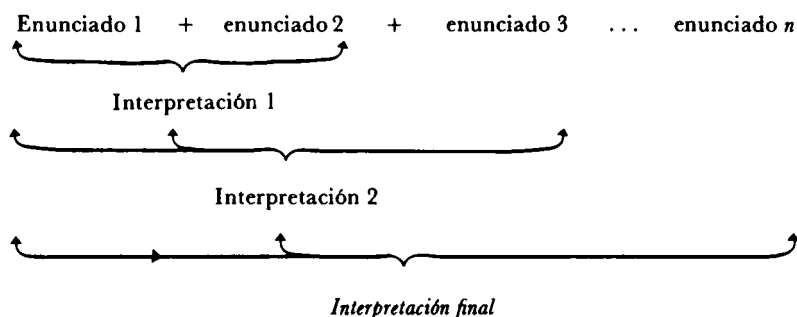 Enunciado 1 + enunciado 2 + enunciado 3 ... enunciado n
Interpretación 1
Interpretación 2
Interpretación final